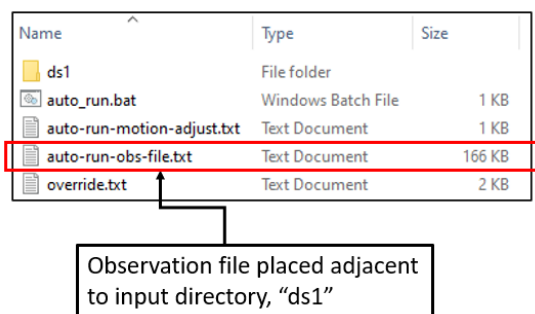 Name Type Size
ds1 File folder
auto_run.bat Windows Batch File 1 KB
auto-run-motion-adjust.txt Text Document 1 KB
auto-run-obs-file.txt Text Document 166 KB
override.txt Text Document 2 KB
Observation file placed adjacent
to input directory, “ds1”